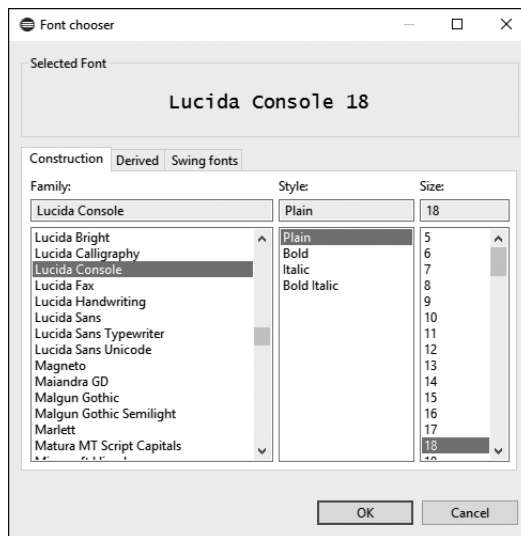 Font chooser
Selected Font
Lucida Console 18
Construction Derived Swing fonts
Family: Style: Size:
Lucida Console Plain 18
Lucida Bright Plain 5
Lucida Calligraphy Bold 6
Lucida Console Italic 7
Lucida Fax Bold Italic 8
Lucida Handwriting 9
Lucida Sans 10
Lucida Sans Typewriter 11
Lucida Sans Unicode 12
Magneto 13
Maiandra GD 14
Malgun Gothic 15
Malgun Gothic Semilight 16
Marlett 17
Matura MT Script Capitals 18
OK Cancel